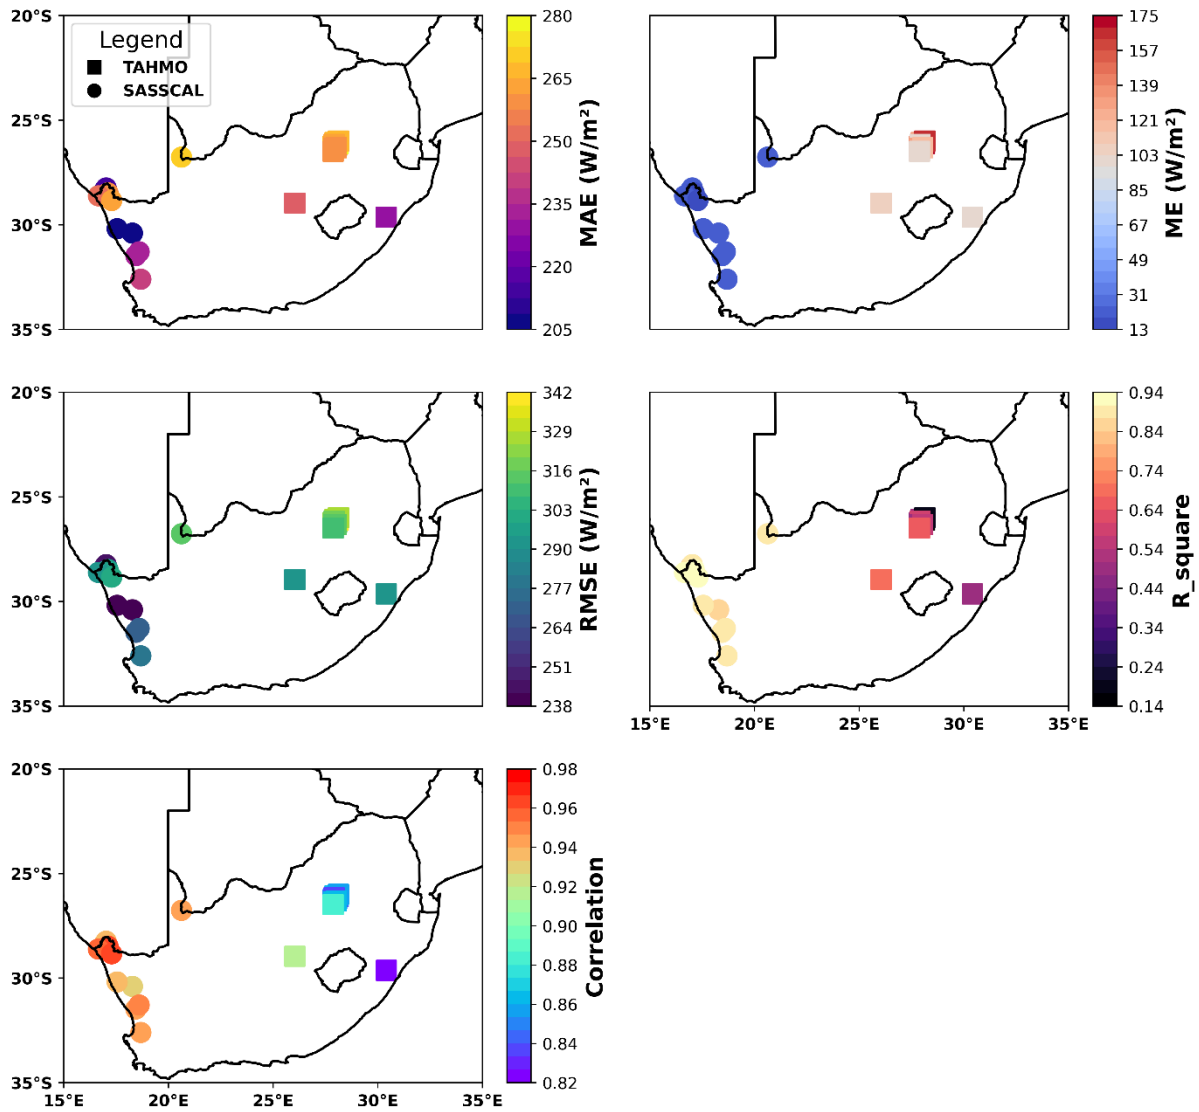 20°S
25°S
30°S
35°S
Legend
TAHMO
SASSCAL
280
265
250
235
220
205
MAE (W/m²)
175
157
139
121
103
85
67
49
31
13
ME (W/m²)
20°S
25°S
30°S
35°S
342
329
316
303
290
277
264
251
238
RMSE (W/m²)
0.94
0.84
0.74
0.64
0.54
0.44
0.34
0.24
0.14
R_square
15°E
20°E
25°E
30°E
35°E
20°S
25°S
30°S
35°S
15°E
20°E
25°E
30°E
35°E
0.98
0.96
0.94
0.92
0.90
0.88
0.86
0.84
0.82
Correlation